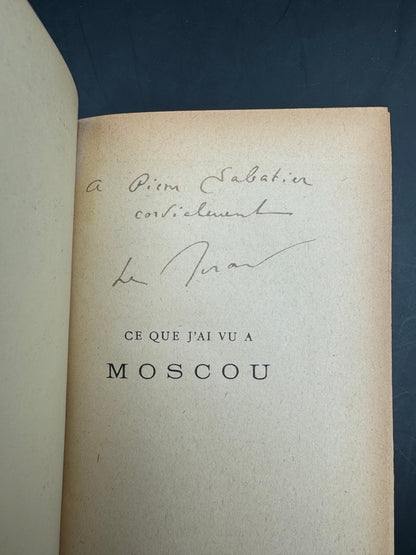 A Pierre Sabatier
cordialement
CE QUE J'AI VU A
MOSCOU